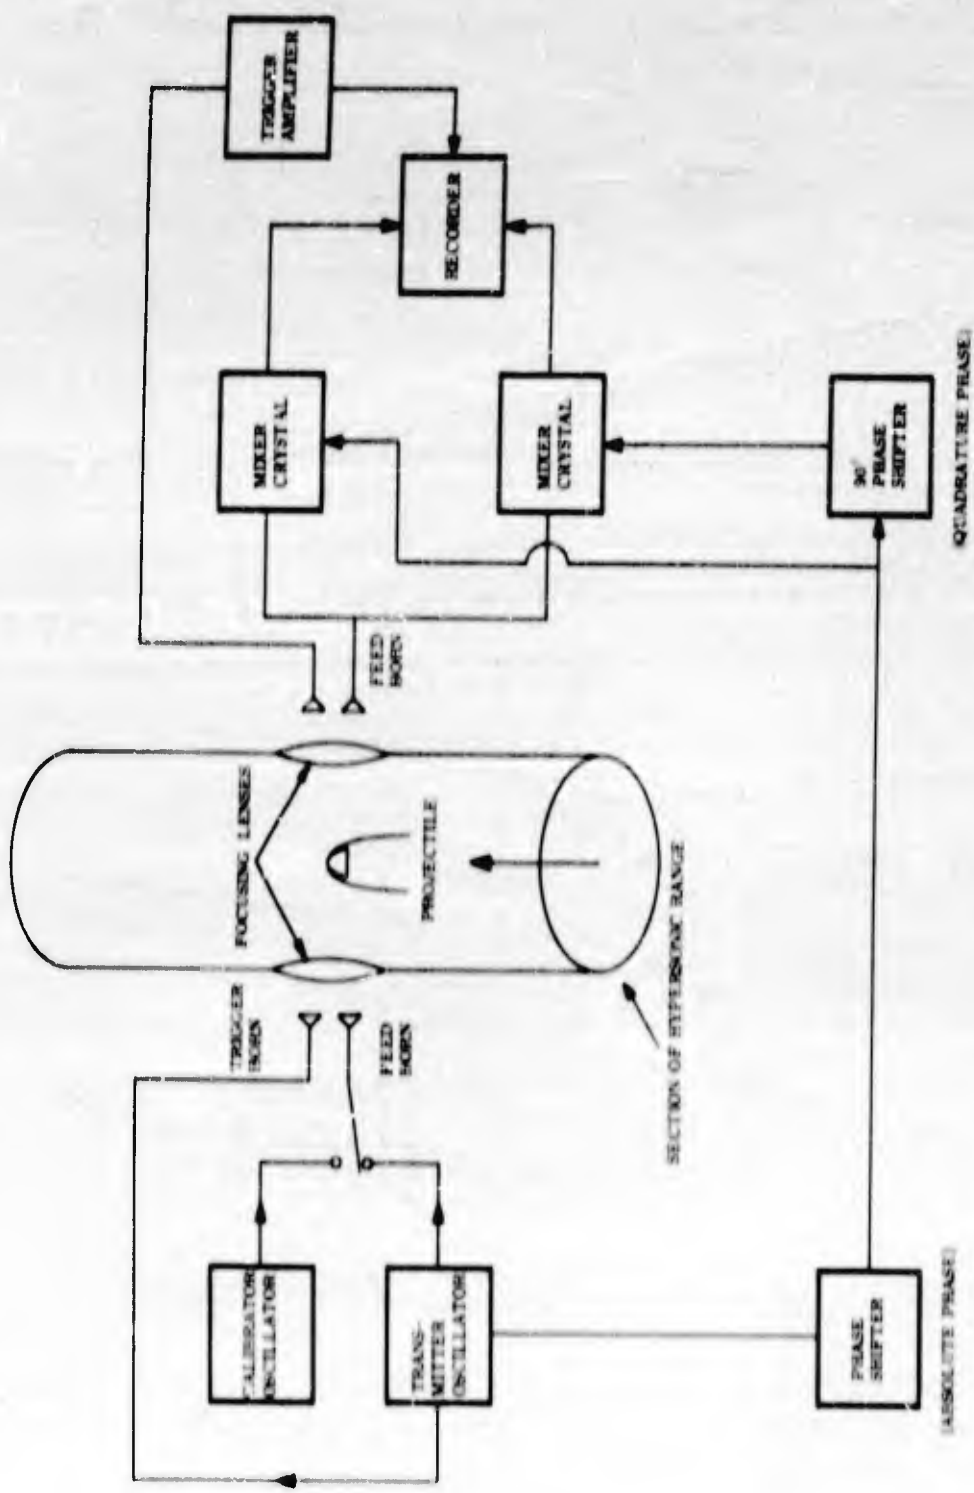 CALIBRATOR
OSCILLATOR
TRANS-
MITTER
OSCILLATOR
TRIGGER
HORN
FEED
HORN
FOCUSING LENSES
PROJECTILE
SECTION OF HYPERSONIC RANGE
FEED
HORN
MIXER
CRYSTAL
MIXER
CRYSTAL
TRIGGER
AMPLIFIER
RECORDER
PHASE
SHIFTER
(ABSOLUTE PHASE)
90°
PHASE
SHIFTER
(QUADRATURE PHASE)